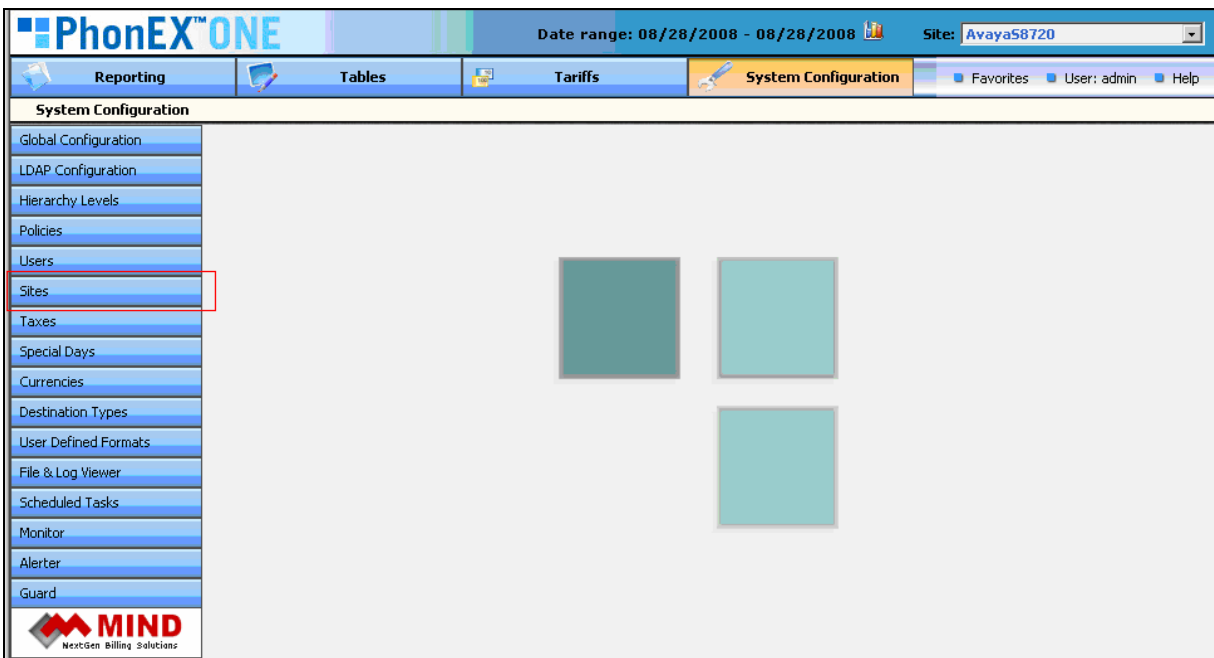 PhonEX™ONE
Date range: 08/28/2008 - 08/28/2008 Site: AvayaS8720
Reporting Tables Tariffs System Configuration Favorites User: admin Help
System Configuration
Global Configuration
LDAP Configuration
Hierarchy Levels
Policies
Users
Sites
Taxes
Special Days
Currencies
Destination Types
User Defined Formats
File & Log Viewer
Scheduled Tasks
Monitor
Alerter
Guard
MIND
NextGen Billing Solutions